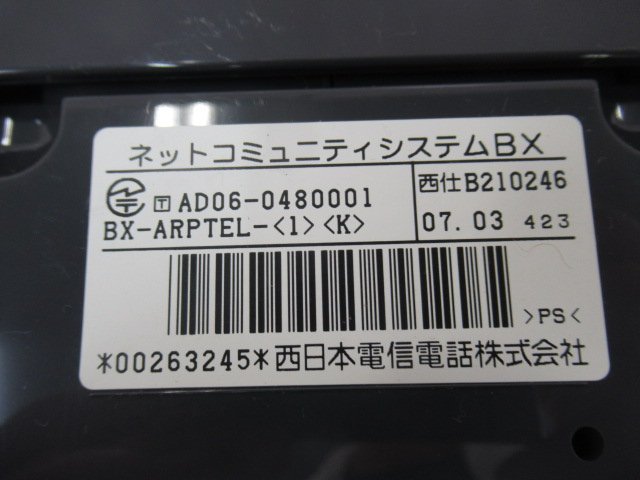 ネットコミュニティシステムBX
🅃AD06-0480001 西仕B210246
BX-ARPTEL-<1><K> 07.03 423
>PS<
*00263245*西日本電信電話株式会社